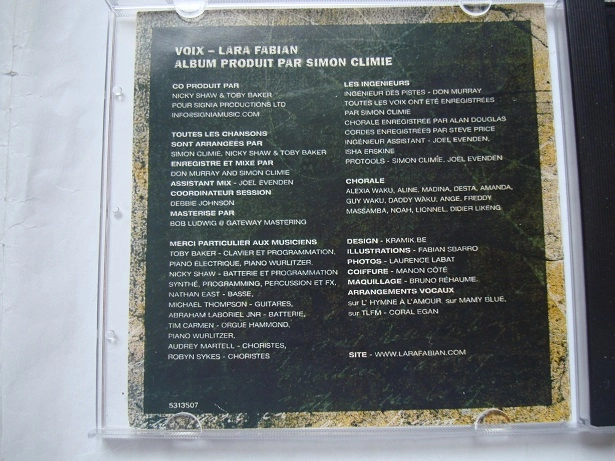 VOIX – LARA FABIAN
ALBUM PRODUIT PAR SIMON CLIMIE
CO PRODUIT PAR
NICKY SHAW & TOBY BAKER
POUR SIGNIA PRODUCTIONS LTD
INFO@SIGNIAMUSIC.COM
TOUTES LES CHANSONS
SONT ARRANGÉES PAR
SIMON CLIMIE, NICKY SHAW & TOBY BAKER
ENREGISTRE ET MIXE PAR
DON MURRAY AND SIMON CLIMIE
ASSISTANT MIX - JOEL EVENDEN
COORDINATEUR SESSION
DEBBIE JOHNSON
MASTERISE PAR
BOB LUDWIG @ GATEWAY MASTERING
MERCI PARTICULIER AUX MUSICIENS
TOBY BAKER - CLAVIER ET PROGRAMMATION,
PIANO ELECTRIQUE, PIANO WURLITZER,
NICKY SHAW - BATTERIE ET PROGRAMMATION
SYNTHÉ, PROGRAMMING, PERCUSSION ET FX,
NATHAN EAST - BASSE,
MICHAEL THOMPSON - GUITARES,
ABRAHAM LABORIEL JNR - BATTERIE,
TIM CARMEN - ORGUE HAMMOND,
PIANO WURLITZER,
AUDREY MARTELL - CHORISTES,
ROBYN SYKES - CHORISTES
5313507
LES INGENIEURS
INGÉNIEUR DES PISTES - DON MURRAY
TOUTES LES VOIX ONT ÉTÉ ENREGISTRÉES
PAR SIMON CLIMIE
CHORALE ENREGISTRÉE PAR ALAN DOUGLAS
CORDES ENREGISTRÉES PAR STEVE PRICE
INGÉNIEUR ASSISTANT - JOEL EVENDEN,
ISHA ERSKINE
PROTOOLS - SIMON CLIMIE, JOËL EVENDEN
CHORALE
ALEXIA WAKU, ALINE, MADINA, DESTA, AMANDA,
GUY WAKU, DADDY WAKU, ANGE, FREDDY
MASSAMBA, NOAH, LIONNEL, DIDIER LIKENG
DESIGN - KRAMIK.BE
ILLUSTRATIONS - FABIAN SBARRO
PHOTOS - LAURENCE LABAT
COIFFURE - MANON CÔTÉ
MAQUILLAGE - BRUNO RÉHAUME.
ARRANGEMENTS VOCAUX
sur L' HYMNE À L'AMOUR, sur MAMY BLUE,
sur TLFM - CORAL EGAN
SITE - WWW.LARAFABIAN.COM